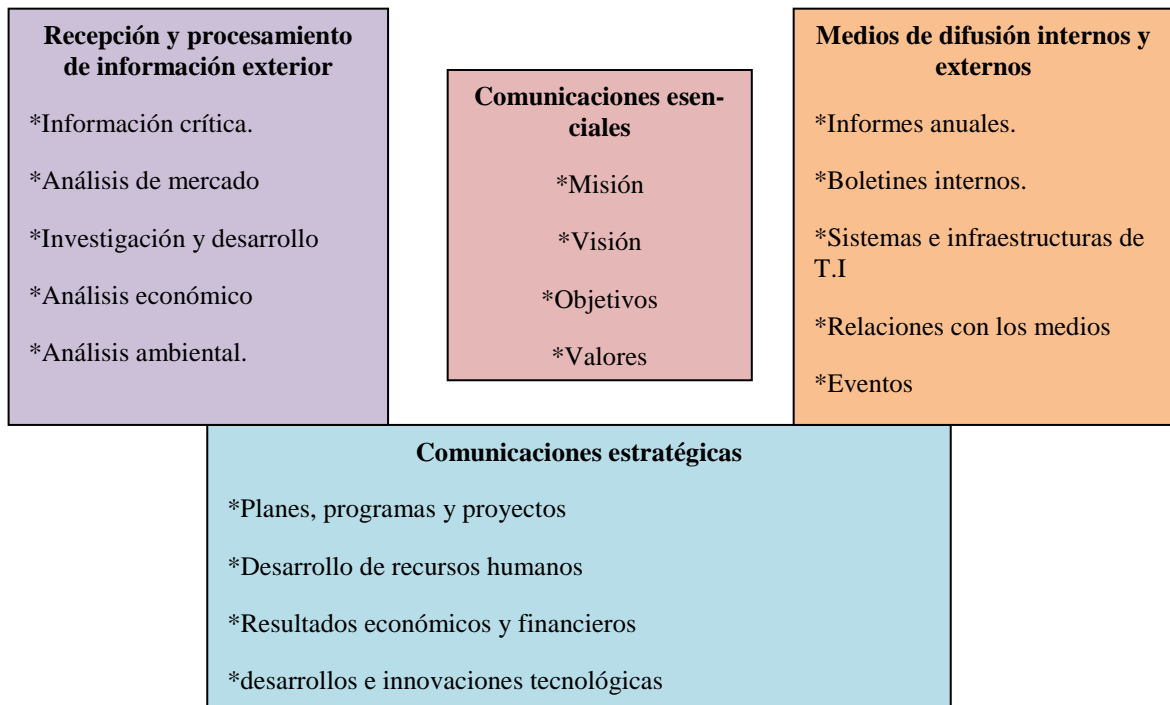 Recepción y procesamiento
de información exterior
*Información crítica.
*Análisis de mercado
*Investigación y desarrollo
*Análisis económico
*Análisis ambiental.
Comunicaciones esen-
ciales
*Misión
*Visión
*Objetivos
*Valores
Medios de difusión internos y
externos
*Informes anuales.
*Boletines internos.
*Sistemas e infraestructuras de
T.I
*Relaciones con los medios
*Eventos
Comunicaciones estratégicas
*Planes, programas y proyectos
*Desarrollo de recursos humanos
*Resultados económicos y financieros
*desarrollos e innovaciones tecnológicas